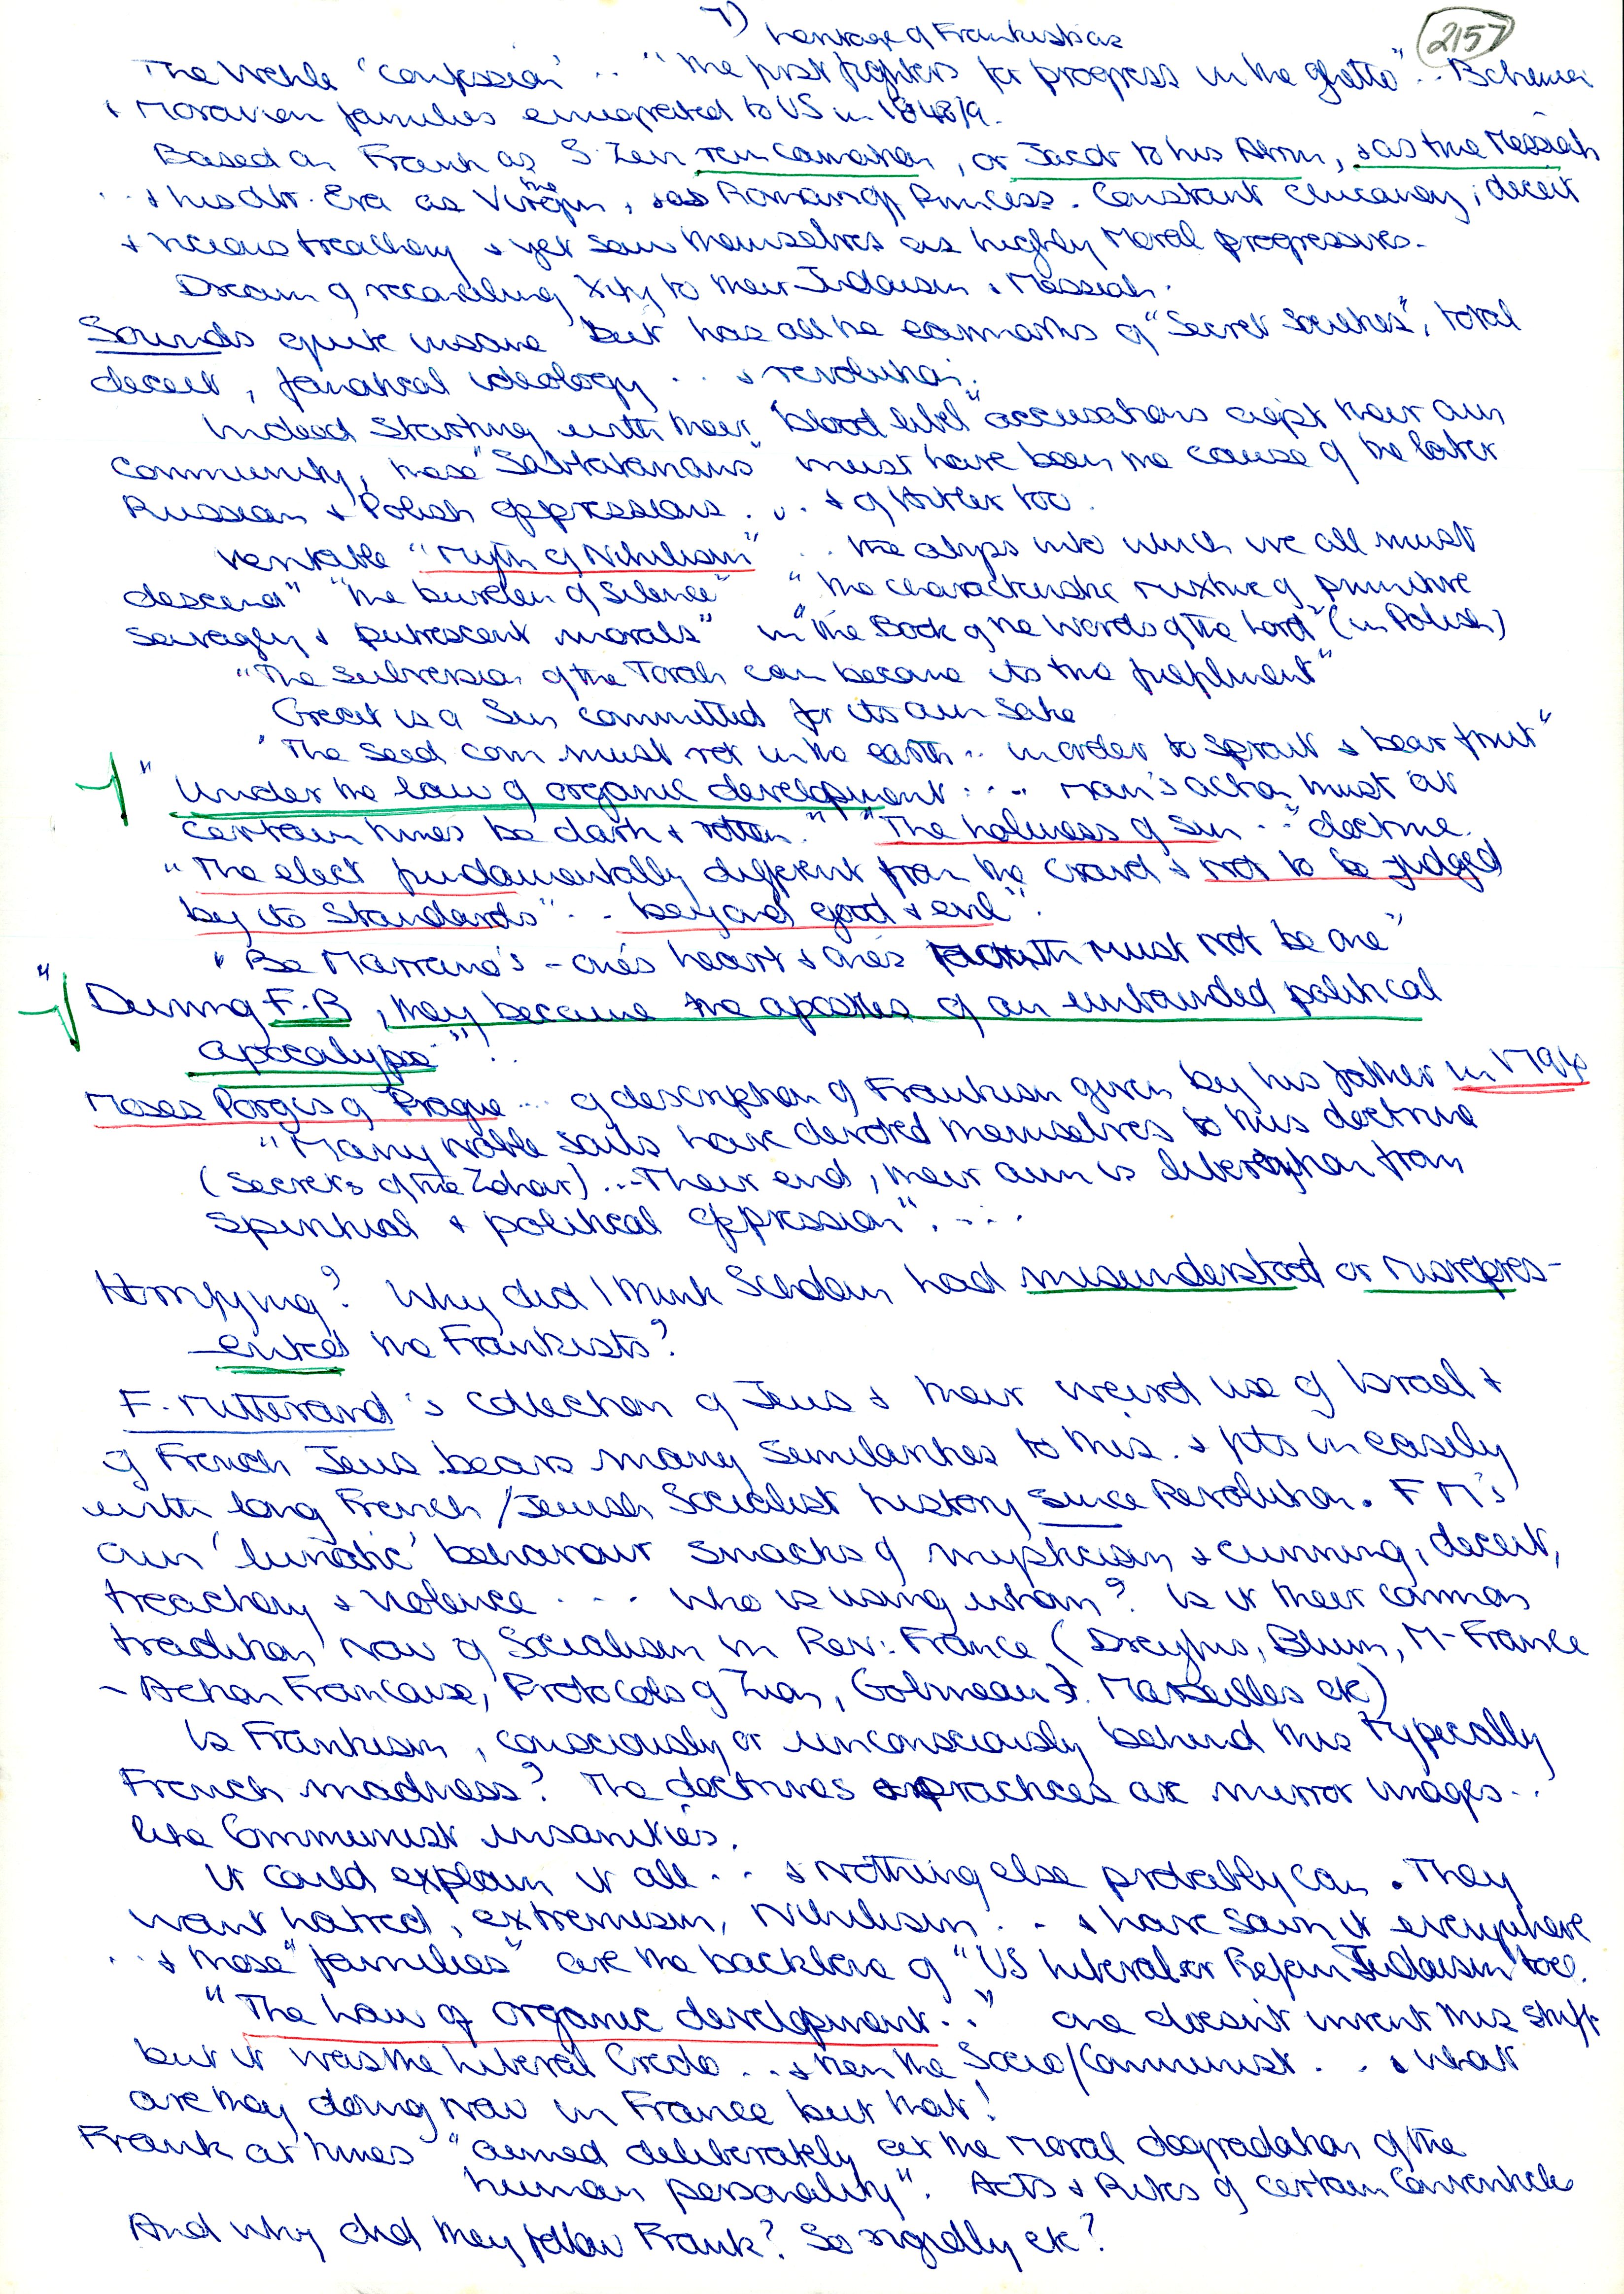 7)
2157
heritage of Frankists as
The Wehle 'Confession' .. "the first fighters for progress in the ghetto" .. Bohemia
& Moravian families emigrated to US in 1848/9.
Based on Frank as S. Zevi reincarnation, or Jacob to his Aron, & as true Messiah
.. & his dtr. Eva as the Virgin, & as Romanoff Princess. Constant chicanery, deceit
& vicious treachery & yet saw themselves as highly Moral progressives.
Dream of reconciling Xity to their Judaism & Messiah.
Sounds quite insane but has all the earmarks of "Secret Societies", total
deceit, fanatical ideology .. & revolution.
Indeed starting with their "blood libel" accusations agst their own
community, these "Sabbatarians" must have been the cause of the later
Russian & Polish oppressions ... & of Hitler too.
Veritable "Myth of Nihilism" .. the abyss into which we all must
descend" "the burden of Silence" "the characteristic mixture of primitive
savagery & putrescent morals" in "the Book of the Words of the Lord" (in Polish)
"The subversion of the Torah can become its true fulfilment"
Great is a Sin committed for its own sake
"The seed corn must rot in the earth .. in order to sprout & bear fruit"
"Under the law of organic development .... Man's action must at
certain times be dark & rotten." "The holiness of Sin .." doctrine.
"The elect fundamentally different from the crowd & not to be judged
by its Standards" .. beyond good & evil".
"Be Marrano's - one's heart & one's mouth must not be one"
"During F.R, they became the apostles of an unbounded political
apocalypse"!
Moses Porges of Prague ... of description of Frankism given by his father in 1794
"Many noble souls have devoted themselves to this doctrine
(Secrets of the Zohar) ... Their end, their aim is liberation from
spiritual & political oppression". ....
Horrifying? Why did I think Scholem had misunderstood or misrepres-
-ented the Frankists?
F. Mitterand's collection of Jews & their weird use of Israel &
of French Jews bears many similarities to this. & fits in easily
with long French/Jewish Socialist history since Revolution. F M's
own 'lunatic' behaviour smacks of mysticism & cunning, deceit,
treachery & violence ... Who is using whom? Is it their common
tradition now of Socialism in Rev: France (Dreyfus, Blum, M-France
- Action Francaise, Protocols of Zion, Gobineau & Marseilles etc)
Is Frankism, consciously or unconsciously behind this typically
French madness? The doctrines & practices are mirror images ..
like Communist insanities.
It could explain it all .. & nothing else probably can. They
want hatred, extremism, Nihilism .. & have sown it everywhere
.. & these "families" are the backbone of "US Liberal or Reform Judaism" too.
"The Law of organic development .." one doesn't invent this stuff
but it was the Liberal Credo .. & then the Socio/Communist .. & what
are they doing now in France but that!
Frank at times "aimed deliberately at the moral degradation of the
human personality". Acts & Rites of certain Conventicle
And why did they follow Frank? So rigidly etc?